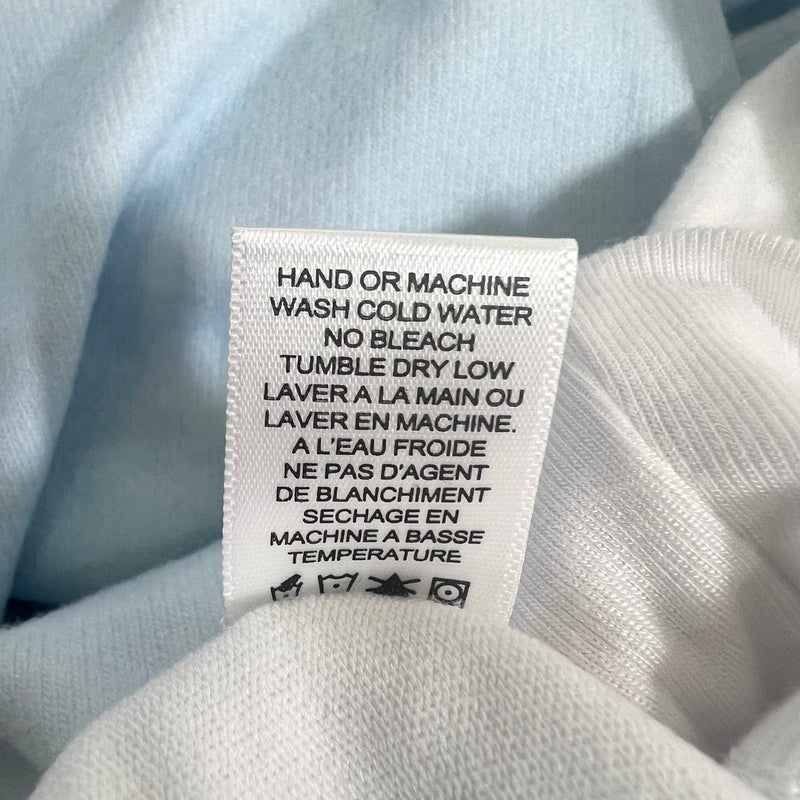 HAND OR MACHINE
WASH COLD WATER
NO BLEACH
TUMBLE DRY LOW
LAVER A LA MAIN OU
LAVER EN MACHINE.
A L'EAU FROIDE
NE PAS D'AGENT
DE BLANCHIMENT
SECHAGE EN
MACHINE A BASSE
TEMPERATURE